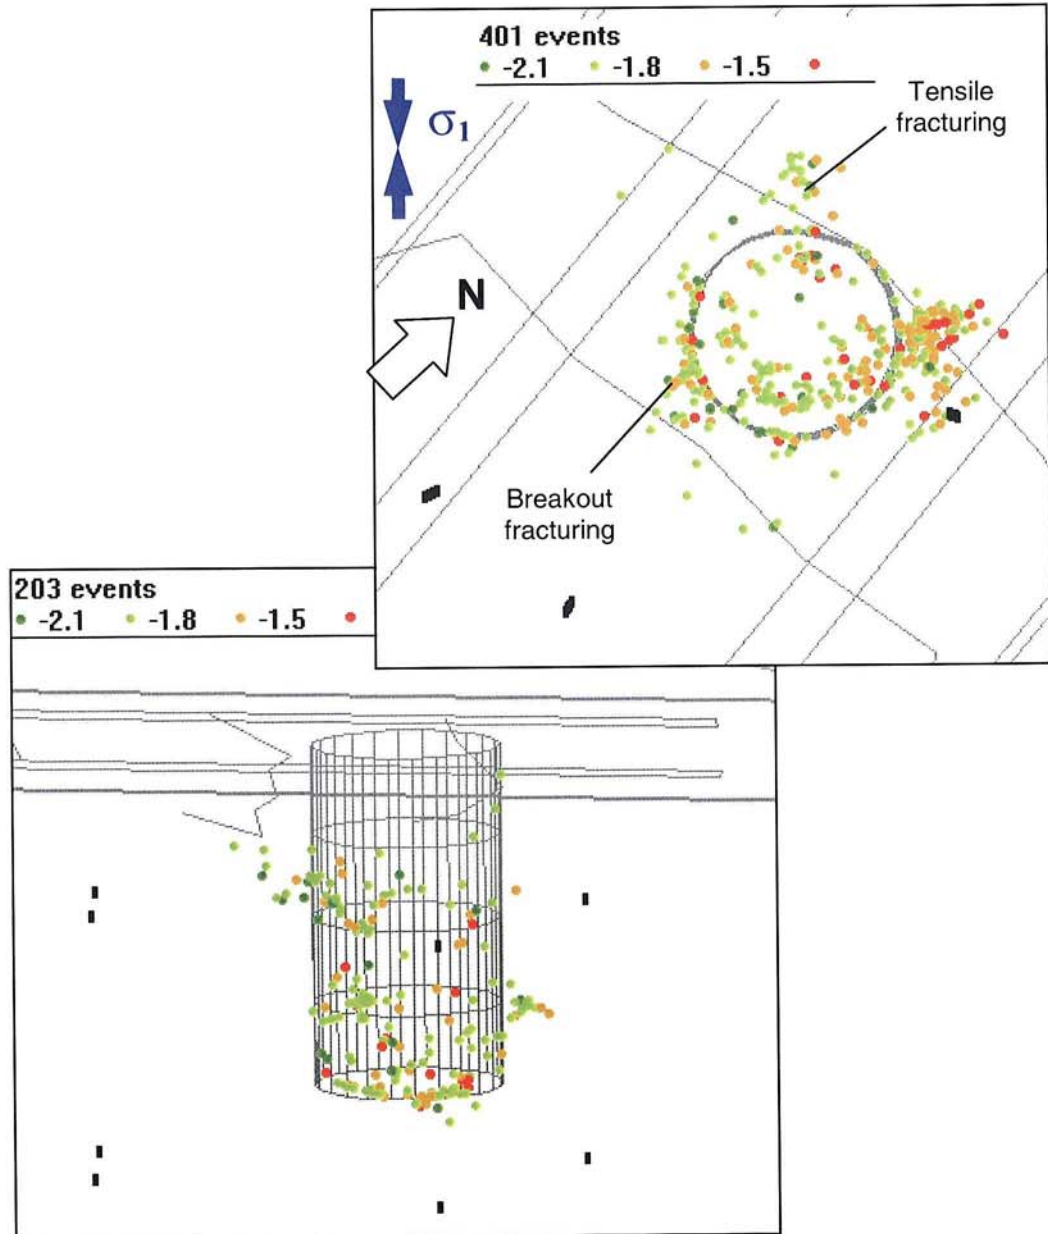 401 events
-2.1 -1.8 -1.5
Tensile
fracturing
σ₁
N
Breakout
fracturing
203 events
-2.1 -1.8 -1.5